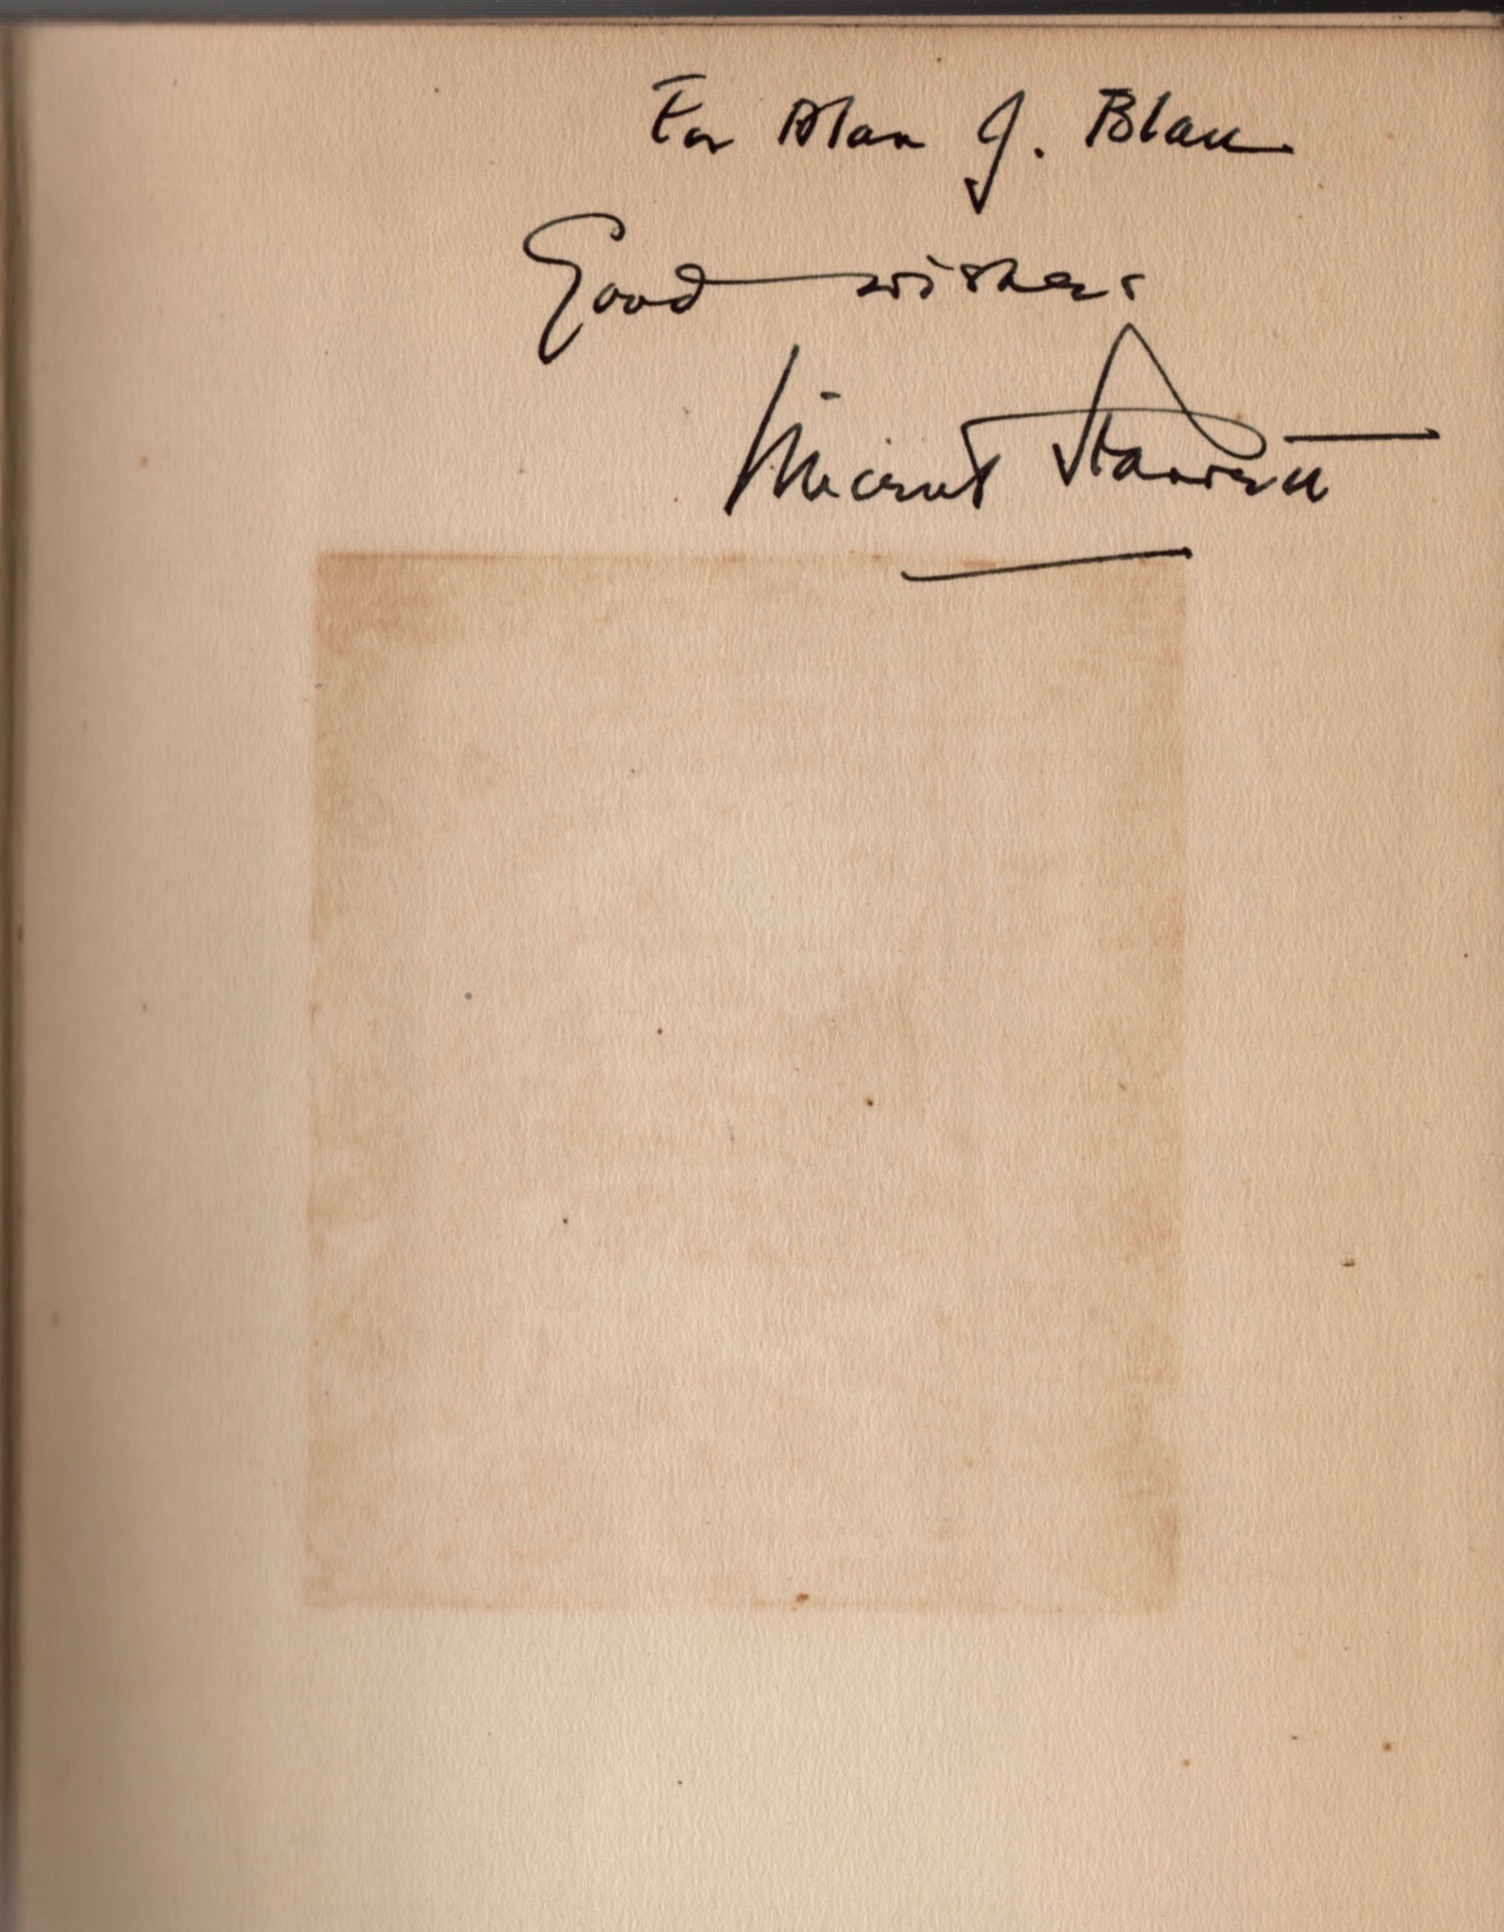 For Alan J. Blau
Good wishes
Vincent Starrett